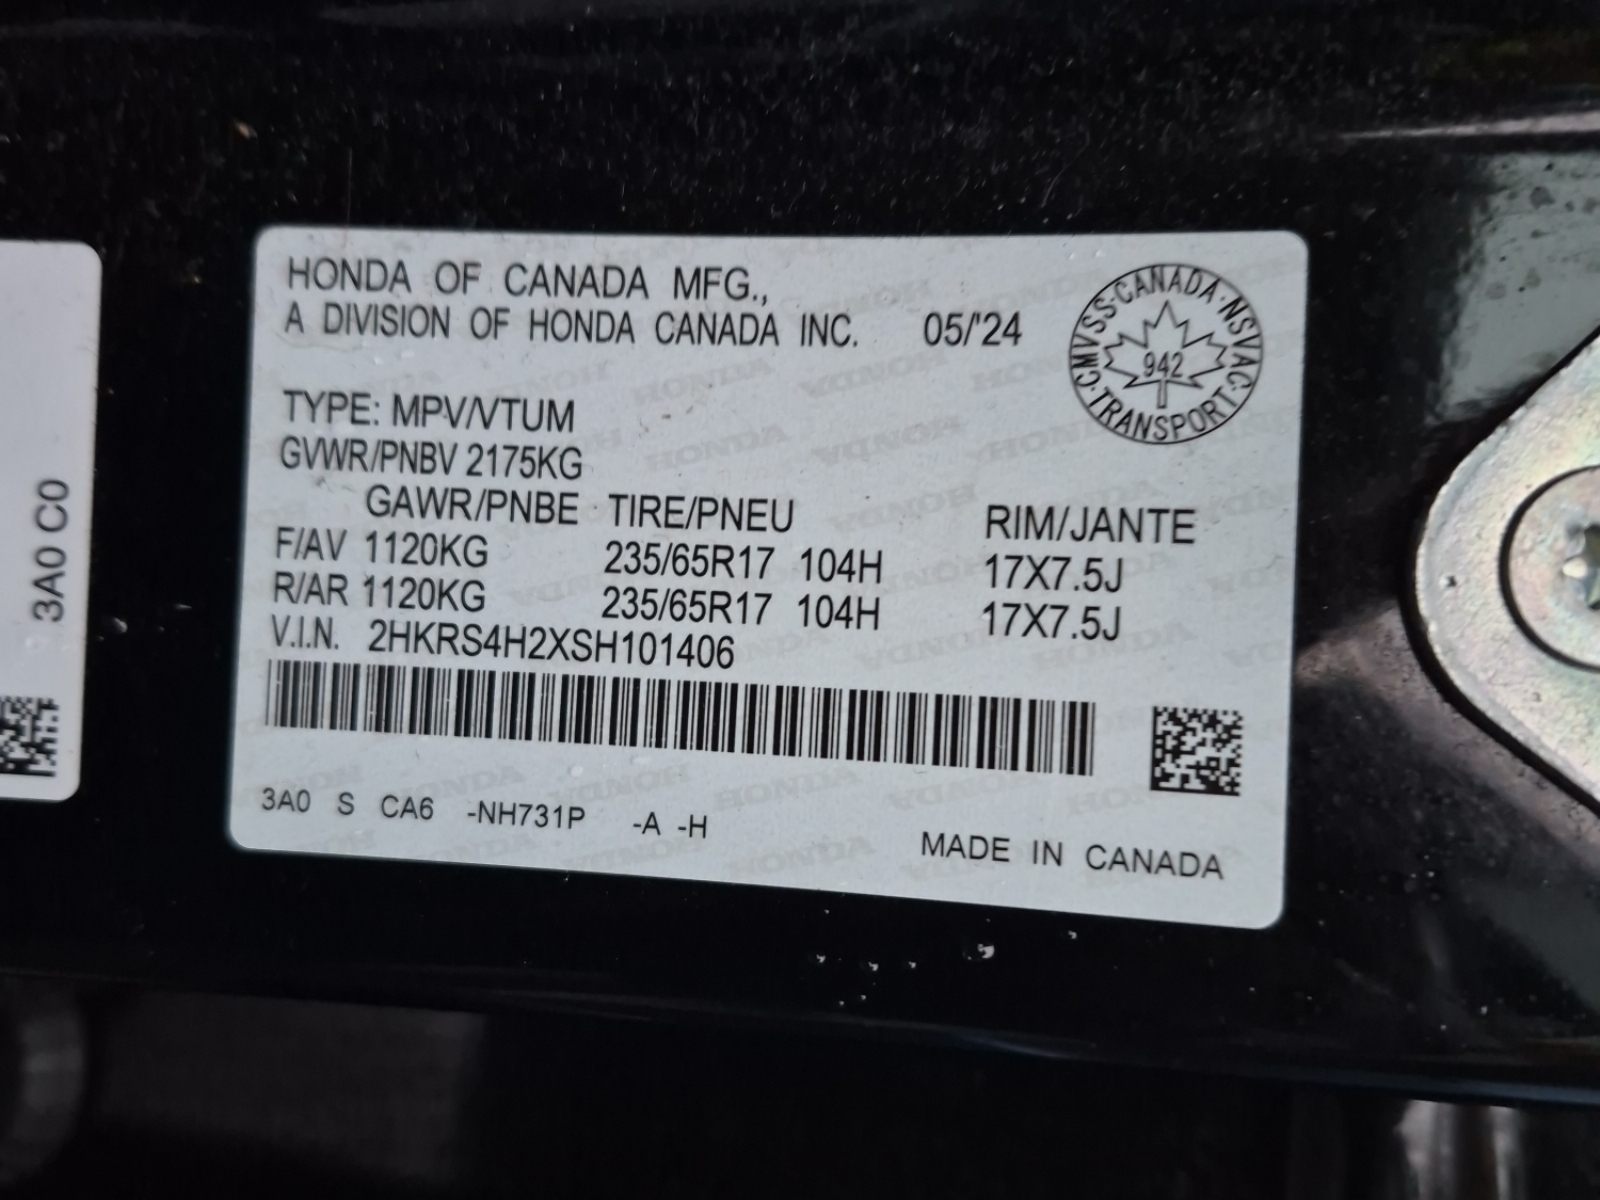 HONDA OF CANADA MFG.,
A DIVISION OF HONDA CANADA INC. 05/'24
CMVSS·CANADA·NSVAC·TRANSPORT·
942
TYPE: MPV/VTUM
GVWR/PNBV 2175KG
GAWR/PNBE TIRE/PNEU RIM/JANTE
F/AV 1120KG 235/65R17 104H 17X7.5J
R/AR 1120KG 235/65R17 104H 17X7.5J
V.I.N. 2HKRS4H2XSH101406
3A0 S CA6 -NH731P -A -H
MADE IN CANADA
3A0 C0